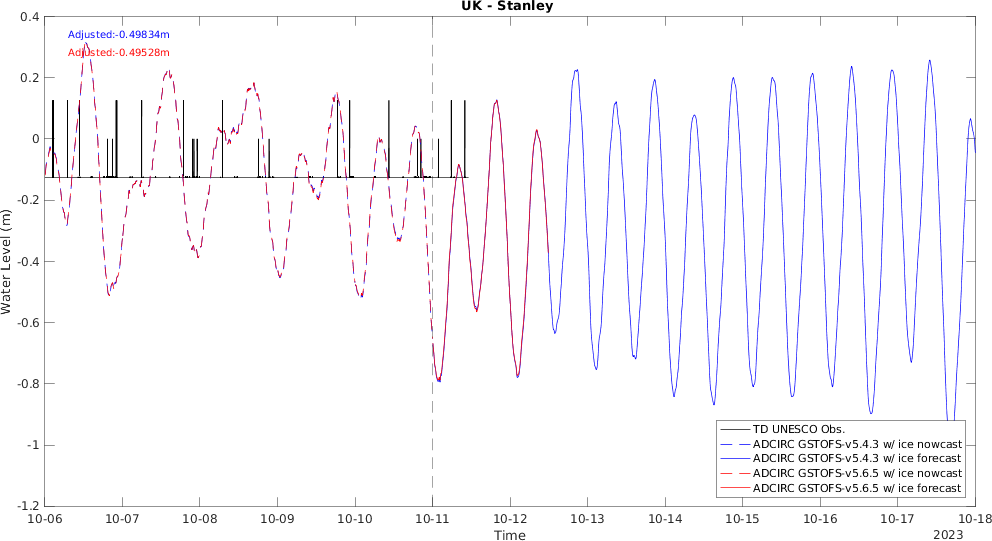 UK - Stanley
Adjusted:-0.49834m
Adjusted:-0.49528m
0.4
0.2
0
-0.2
-0.4
-0.6
-0.8
-1
-1.2
Water Level (m)
TD UNESCO Obs.
ADCIRC GSTOFS-v5.4.3 w/ ice nowcast
ADCIRC GSTOFS-v5.4.3 w/ ice forecast
ADCIRC GSTOFS-v5.6.5 w/ ice nowcast
ADCIRC GSTOFS-v5.6.5 w/ ice forecast
10-06 10-07 10-08 10-09 10-10 10-11 10-12 10-13 10-14 10-15 10-16 10-17 10-18
Time
2023